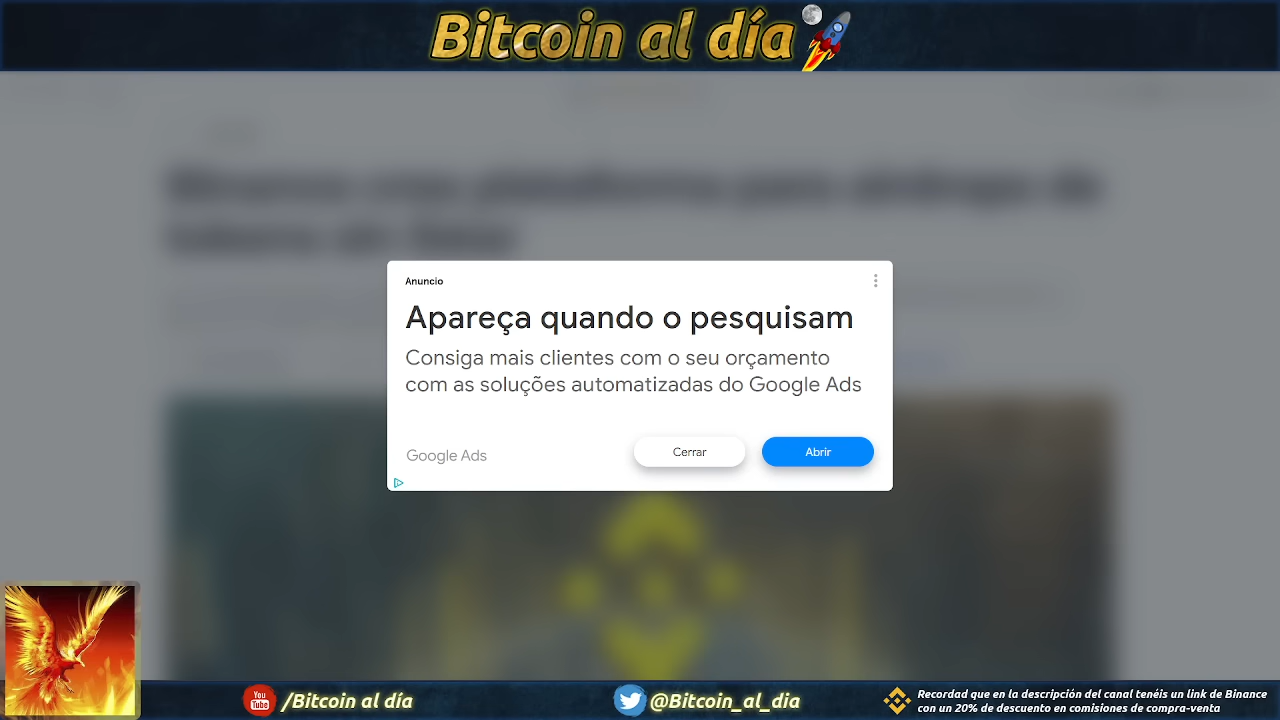 Bitcoin al día
Anuncio
Apareça quando o pesquisam
Consiga mais clientes com o seu orçamento
com as soluções automatizadas do Google Ads
Google Ads
Cerrar
Abrir
You
Tube
/Bitcoin al día
@Bitcoin_al_dia
Recordad que en la descripción del canal tenéis un link de Binance
con un 20% de descuento en comisiones de compra-venta